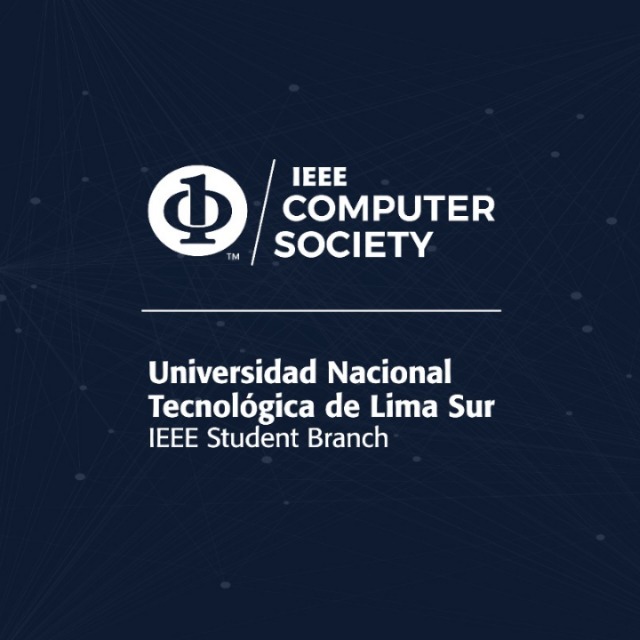 IEEE
COMPUTER
SOCIETY
TM
Universidad Nacional
Tecnológica de Lima Sur
IEEE Student Branch